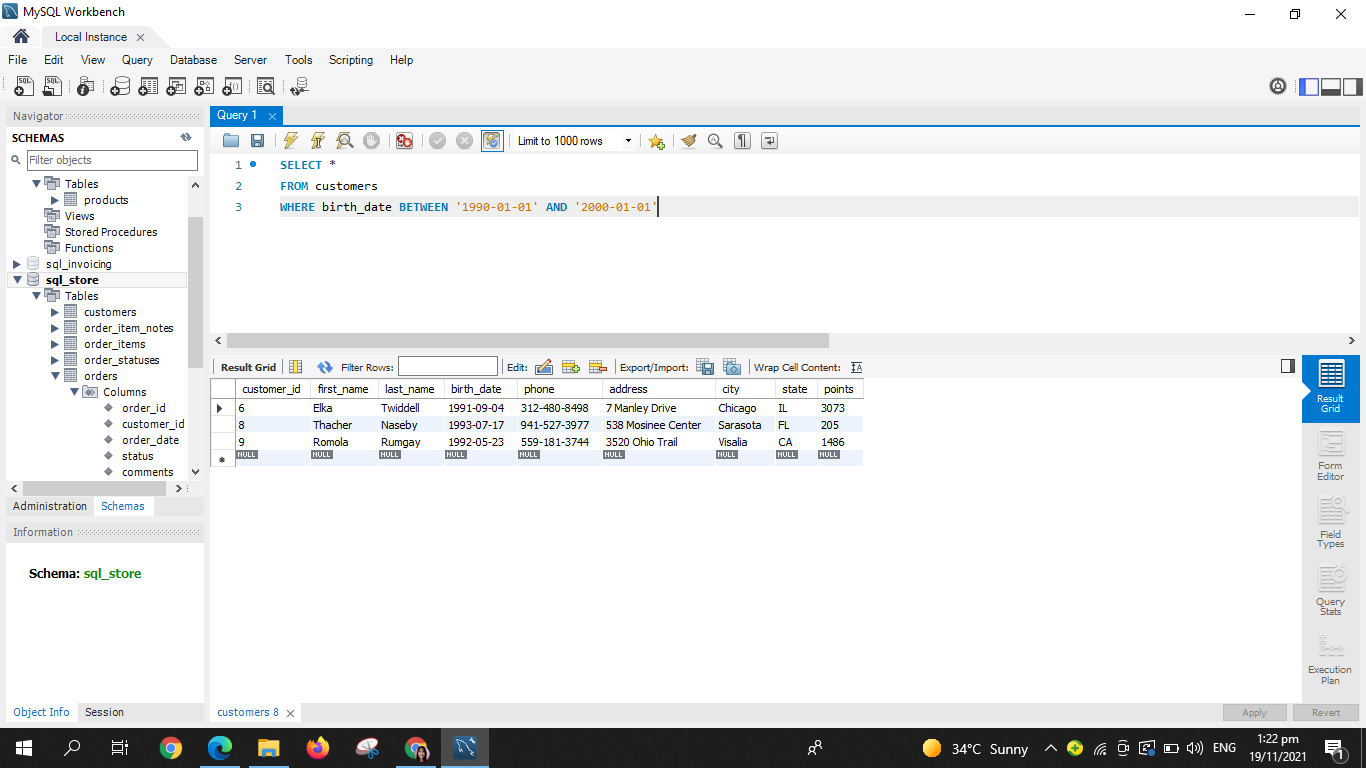 MySQL Workbench
Local Instance
File Edit View Query Database Server Tools Scripting Help
Navigator
SCHEMAS
Filter objects
Tables
products
Views
Stored Procedures
Functions
sql_invoicing
sql_store
Tables
customers
order_item_notes
order_items
order_statuses
orders
Columns
order_id
customer_id
order_date
status
comments
Administration Schemas
Information
Schema: sql_store
Object Info Session
Query 1
Limit to 1000 rows
1 SELECT *
2 FROM customers
3 WHERE birth_date BETWEEN '1990-01-01' AND '2000-01-01'
Result Grid Filter Rows: Edit: Export/Import: Wrap Cell Content: IA
customer_id first_name last_name birth_date phone address city state points
6 Elka Twiddell 1991-09-04 312-480-8498 7 Manley Drive Chicago IL 3073
8 Thacher Naseby 1993-07-17 941-527-3977 538 Mosinee Center Sarasota FL 205
9 Romola Rumgay 1992-05-23 559-181-3744 3520 Ohio Trail Visalia CA 1486
NULL NULL NULL NULL NULL NULL NULL NULL NULL
Result
Grid
Form
Editor
Field
Types
Query
Stats
Execution
Plan
customers 8
Apply Revert
34°C Sunny ENG
1:22 pm
19/11/2021
1